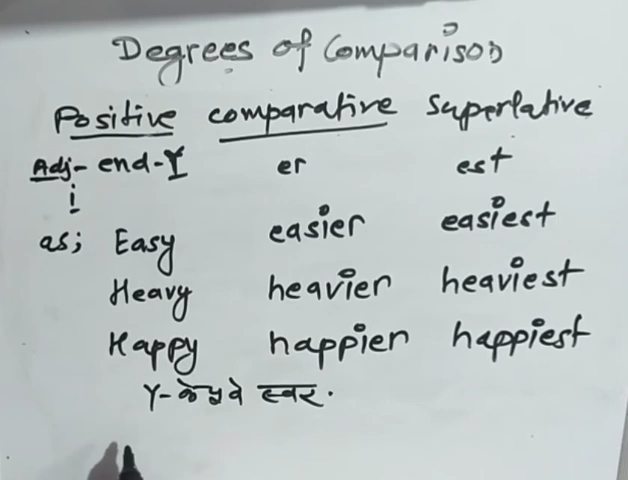 Degrees of Comparison
Positive comparative Superlative
Adj- end-Y er est
i
as; Easy easier easiest
Heavy heavier heaviest
Happy happier happiest
Y- के पूर्व स्वर.